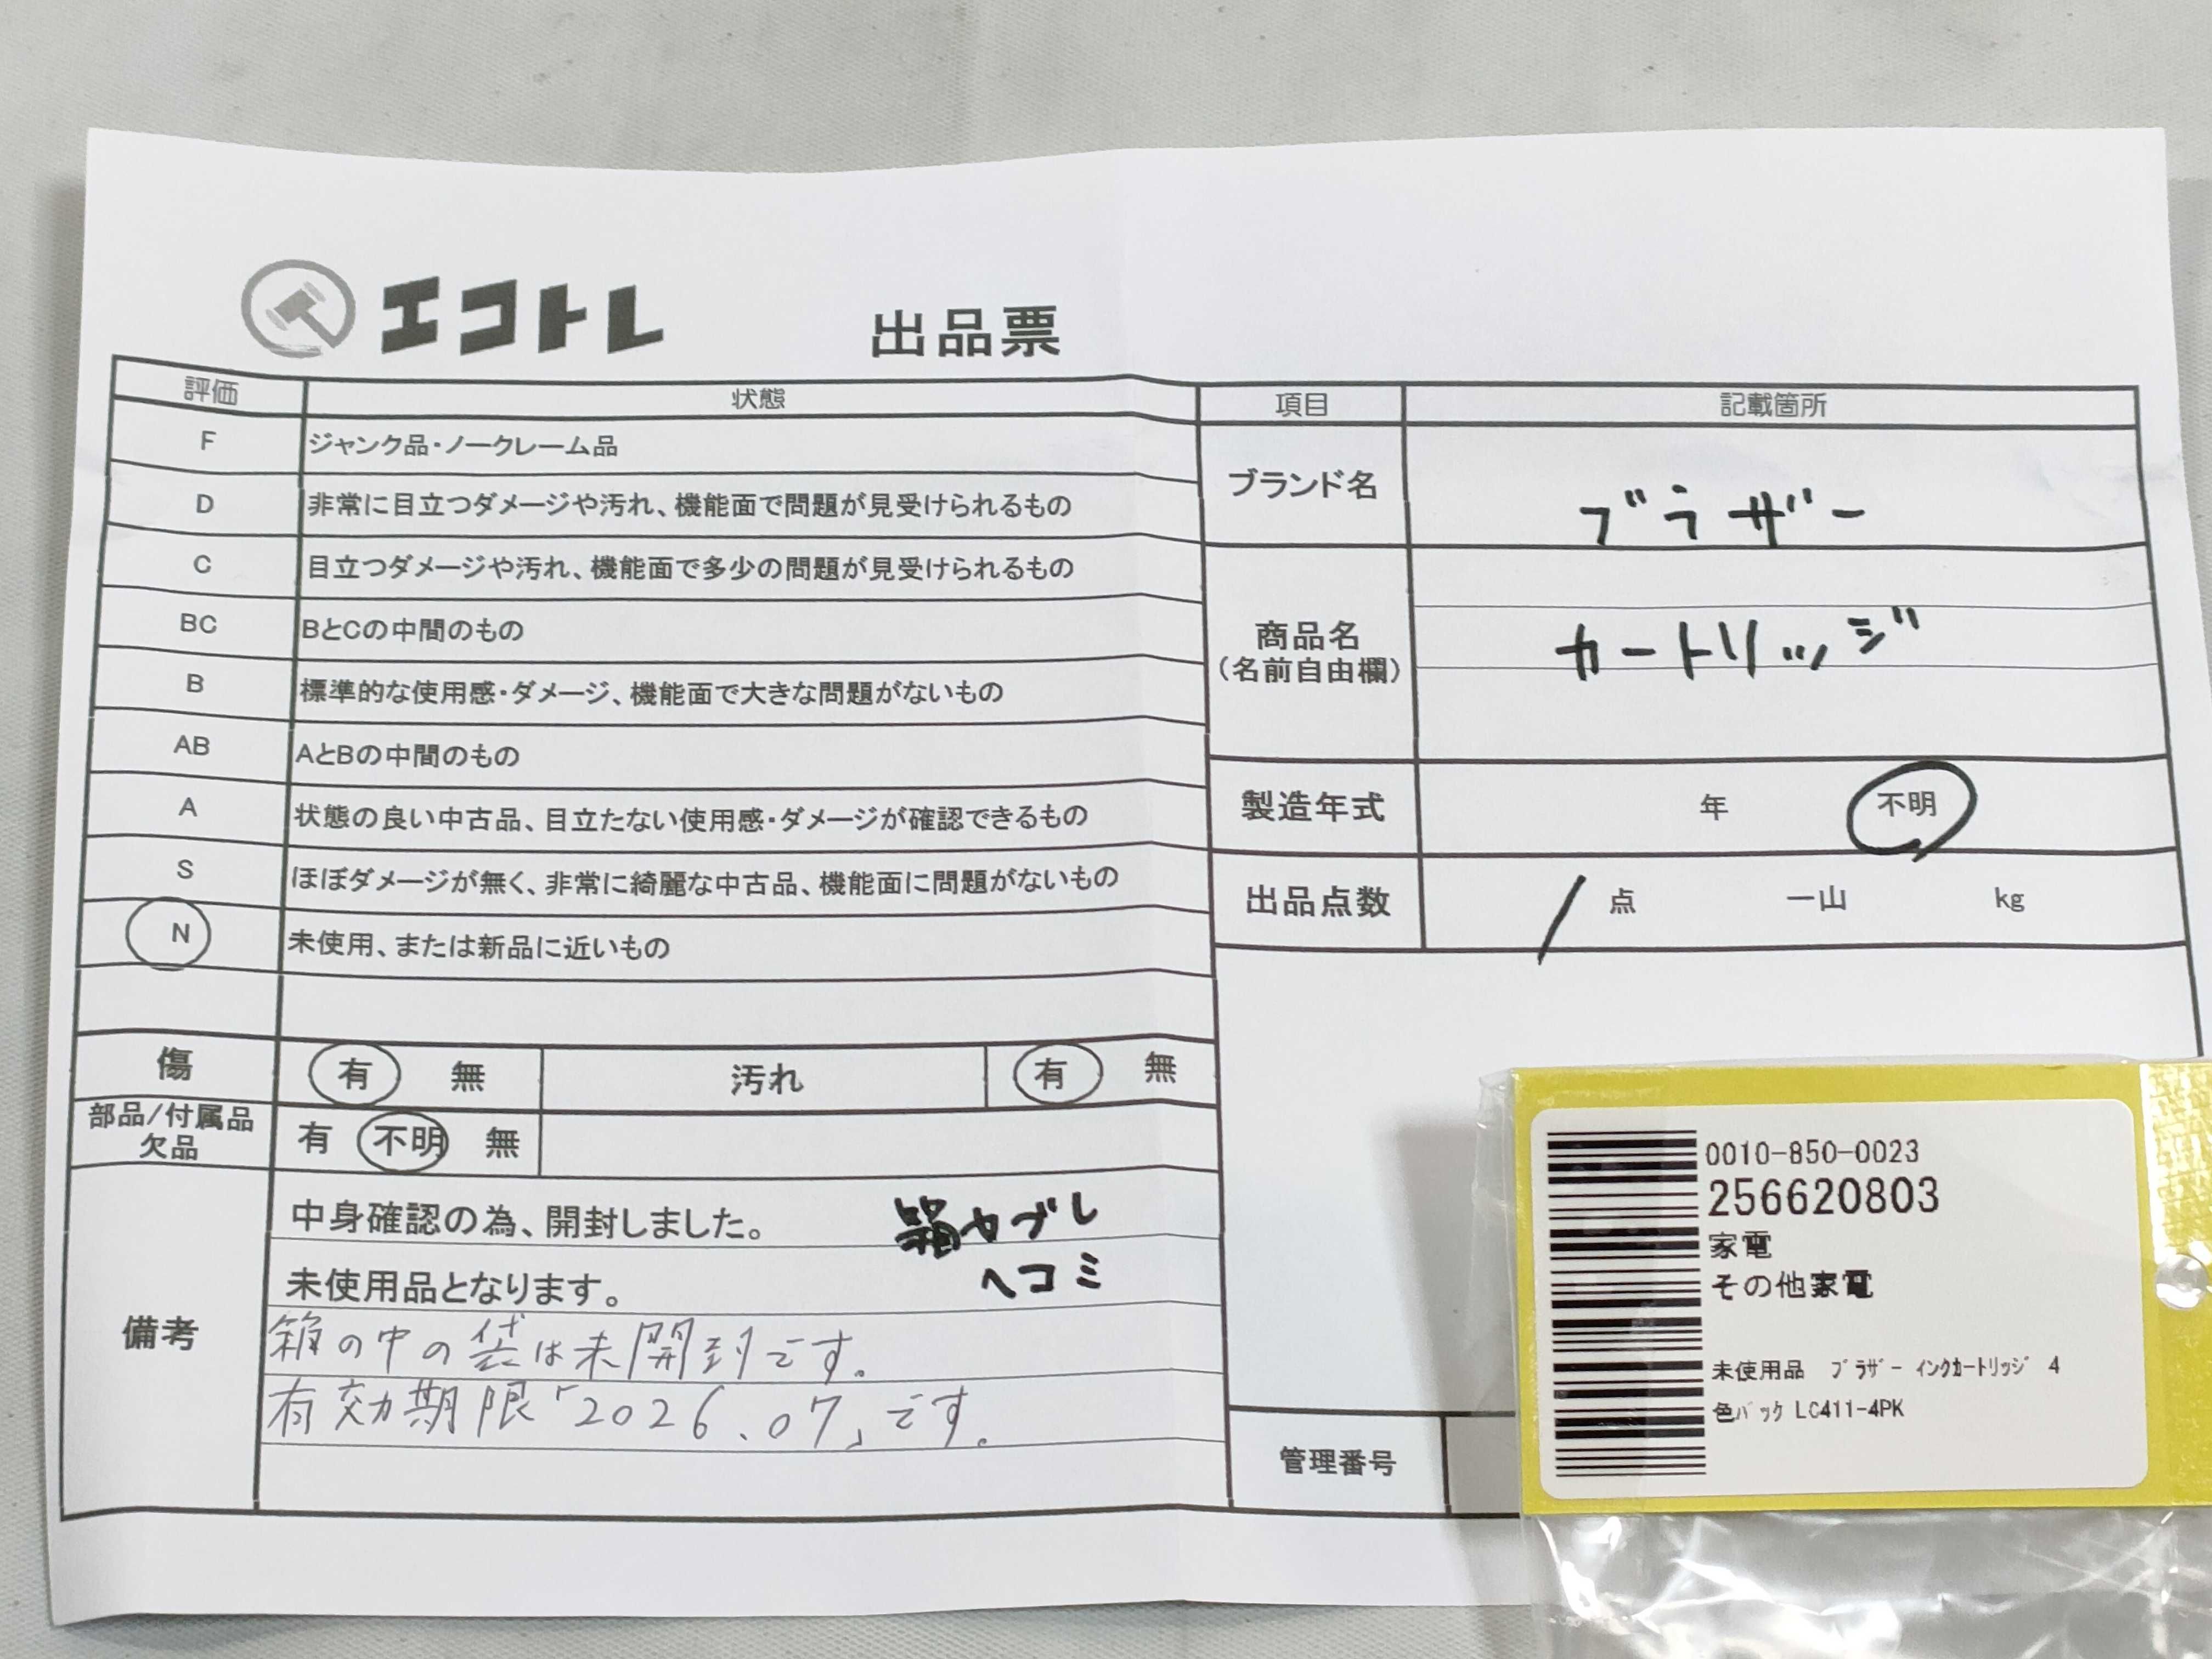 エコトレ
出品票
評価 状態
F ジャンク品・ノークレーム品
D 非常に目立つダメージや汚れ、機能面で問題が見受けられるもの
C 目立つダメージや汚れ、機能面で多少の問題が見受けられるもの
BC BとCの中間のもの
B 標準的な使用感・ダメージ、機能面で大きな問題がないもの
AB AとBの中間のもの
A 状態の良い中古品、目立たない使用感・ダメージが確認できるもの
S ほぼダメージが無く、非常に綺麗な中古品、機能面に問題がないもの
N 未使用、または新品に近いもの
傷 有 無 汚れ 有 無
部品/付属品
欠品
有 不明 無
備考
中身確認の為、開封しました。
未使用品となります。
箱ヤブレ
ヘコミ
箱の中の袋は未開封です。
有効期限「2026、07」です。
項目 記載箇所
ブランド名 ブラザー
商品名
(名前自由欄)
カートリッジ
製造年式 年 不明
出品点数 1 点 一山 kg
管理番号
0010-850-0023
256620803
家電
その他家電
未使用品 ブラザー インクカートリッジ 4
色パック LC411-4PK